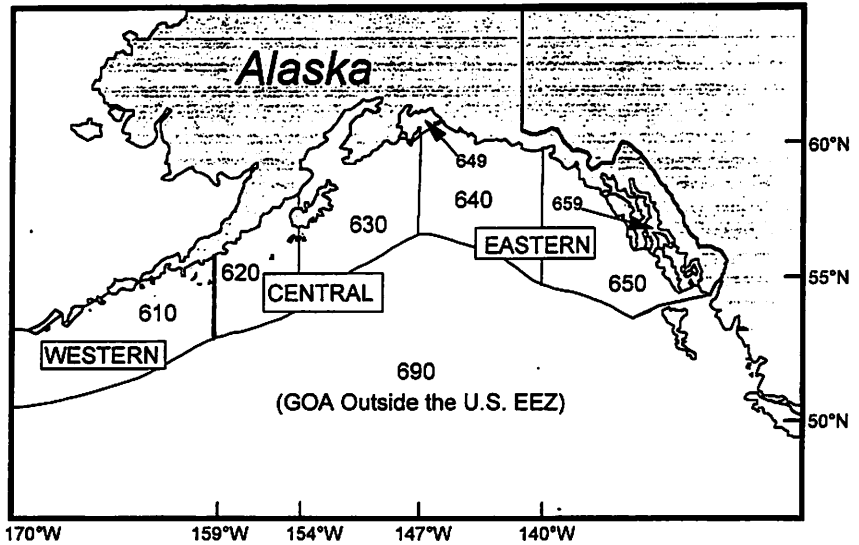 Alaska
60°N
649
659
640
630
EASTERN
620
650
55°N
CENTRAL
610
WESTERN
690
(GOA Outside the U.S. EEZ)
50°N
170°W
159°W
154°W
147°W
140°W